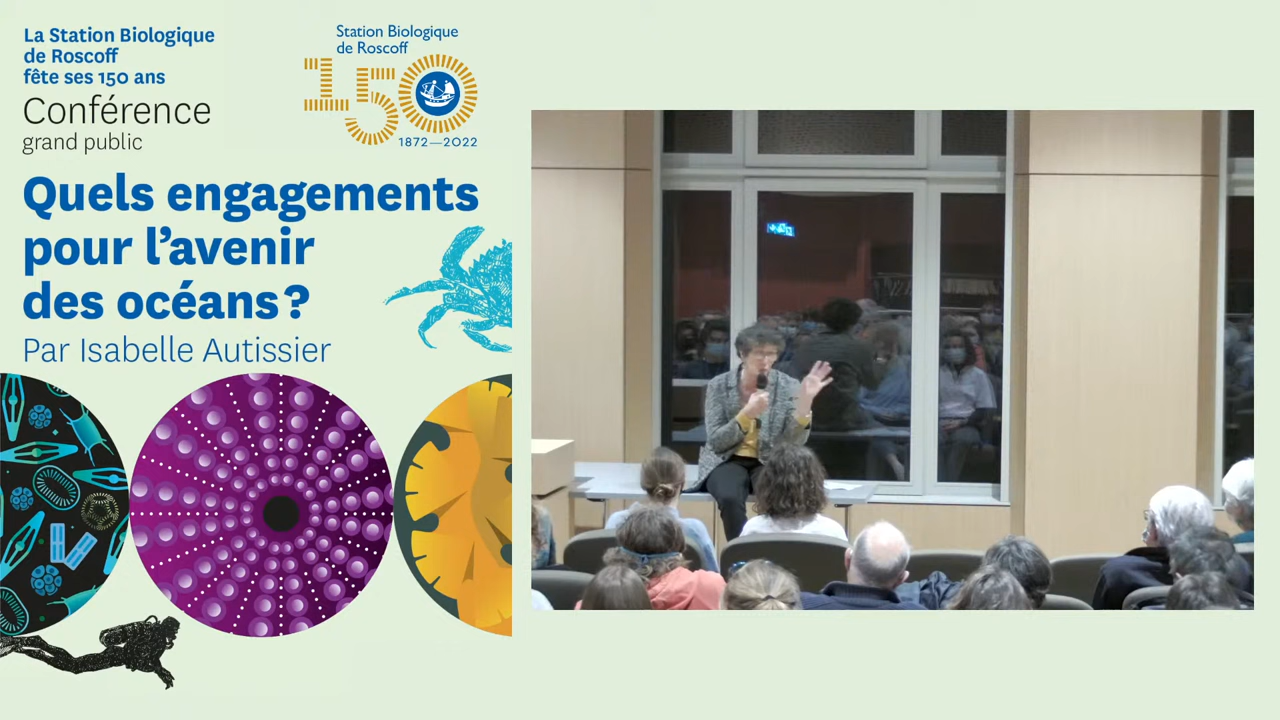 La Station Biologique
de Roscoff
fête ses 150 ans
Conférence
grand public
Station Biologique
de Roscoff
150
1872—2022
Quels engagements
pour l'avenir
des océans ?
Par Isabelle Autissier